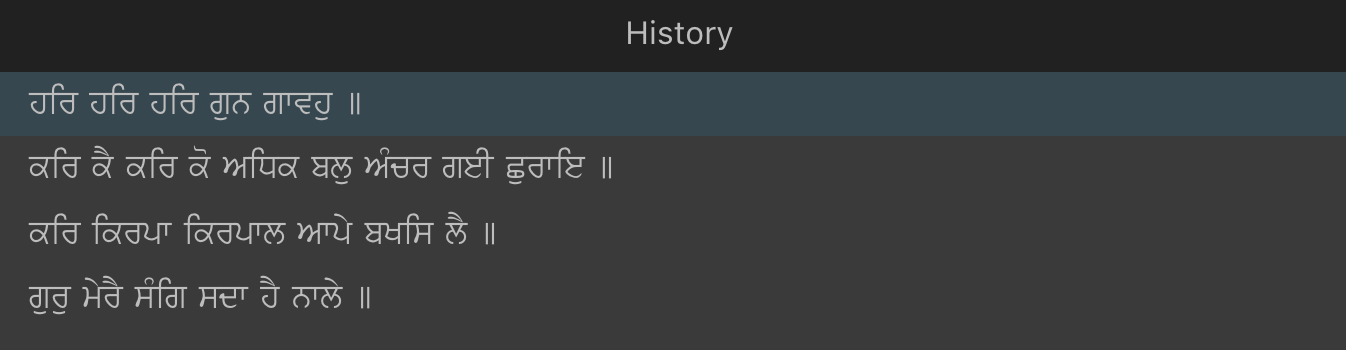 History
ਹਰਿ ਹਰਿ ਹਰਿ ਗੁਨ ਗਾਵਹੁ ॥
ਕਰਿ ਕੈ ਕਰਿ ਕੋ ਅਧਿਕ ਬਲੁ ਅੰਚਰ ਗਈ ਛੁਰਾਇ ॥
ਕਰਿ ਕਿਰਪਾ ਕਿਰਪਾਲ ਆਪੇ ਬਖਸਿ ਲੈ ॥
ਗੁਰੁ ਮੇਰੈ ਸੰਗਿ ਸਦਾ ਹੈ ਨਾਲੇ ॥